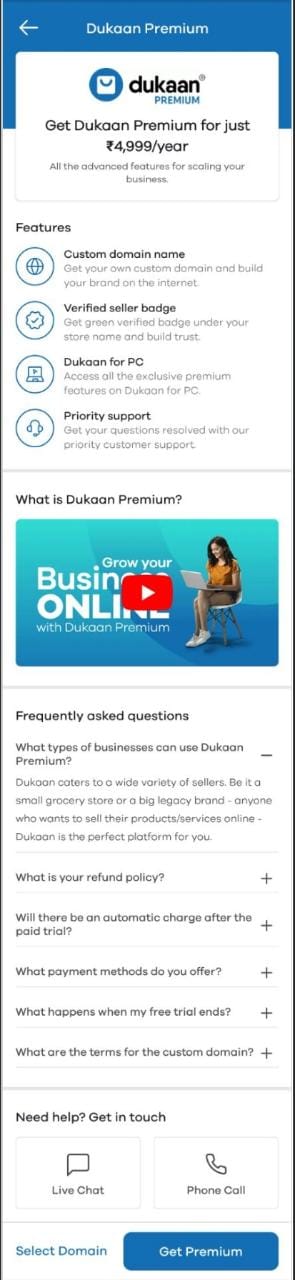 Dukaan Premium
dukaan®
PREMIUM
Get Dukaan Premium for just
₹4,999/year
All the advanced features for scaling your
business.
Features
Custom domain name
Get your own custom domain and build
your brand on the internet.
Verified seller badge
Get green verified badge under your
store name and build trust.
Dukaan for PC
Access all the exclusive premium
features on Dukaan for PC.
Priority support
Get your questions resolved with our
priority customer support.
What is Dukaan Premium?
Grow your
Business
ONLINE
with Dukaan Premium
Frequently asked questions
What types of businesses can use Dukaan
Premium?
Dukaan caters to a wide variety of sellers. Be it a
small grocery store or a big legacy brand - anyone
who wants to sell their products/services online -
Dukaan is the perfect platform for you.
What is your refund policy?
Will there be an automatic charge after the
paid trial?
What payment methods do you offer?
What happens when my free trial ends?
What are the terms for the custom domain?
Need help? Get in touch
Live Chat
Phone Call
Select Domain
Get Premium